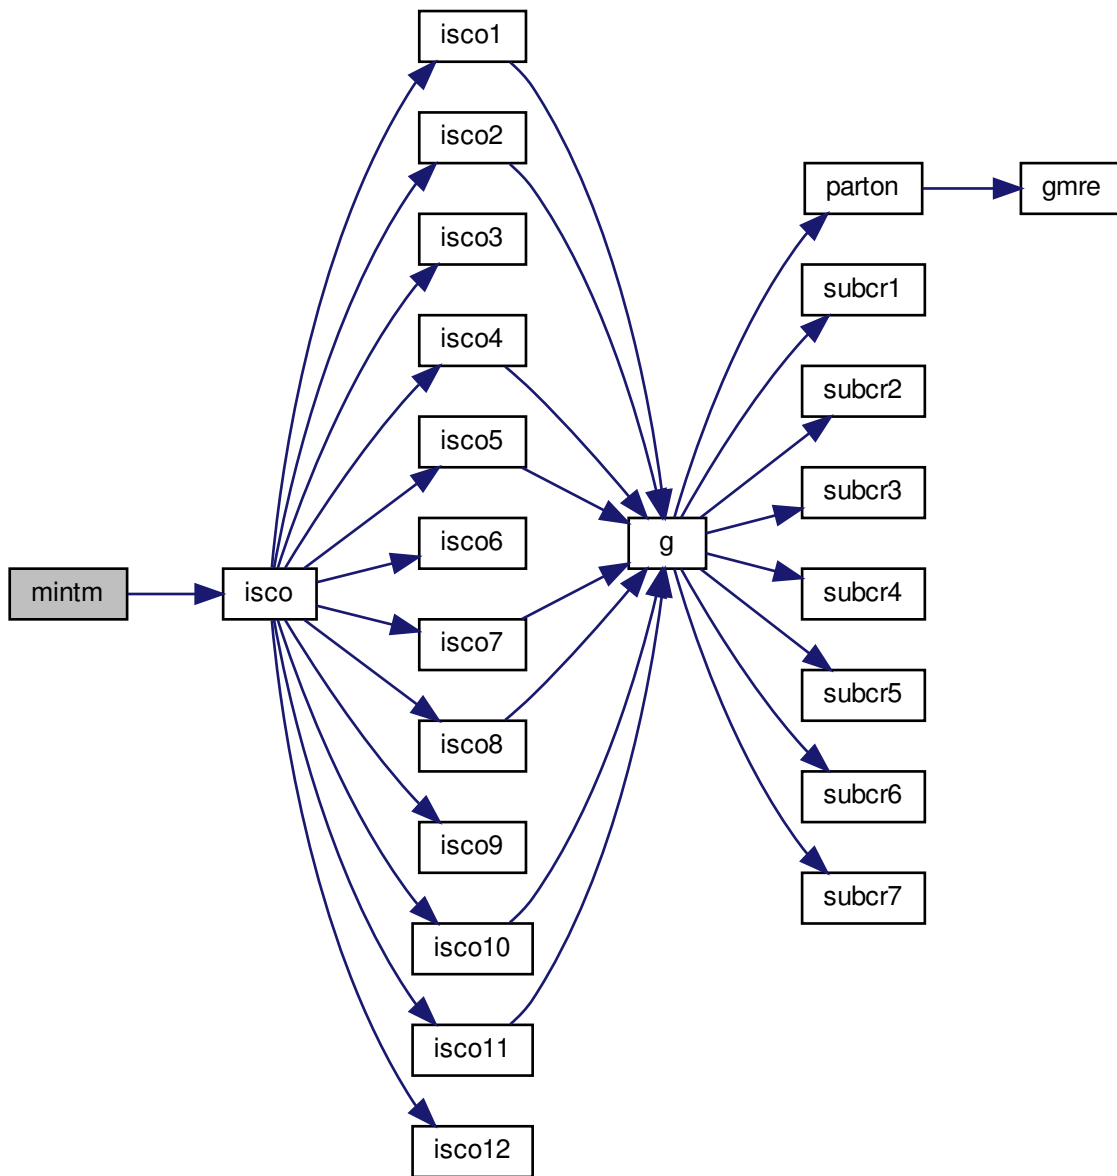 mintm
isco
isco1
isco2
isco3
isco4
isco5
isco6
isco7
isco8
isco9
isco10
isco11
isco12
g
parton
subcr1
subcr2
subcr3
subcr4
subcr5
subcr6
subcr7
gmre